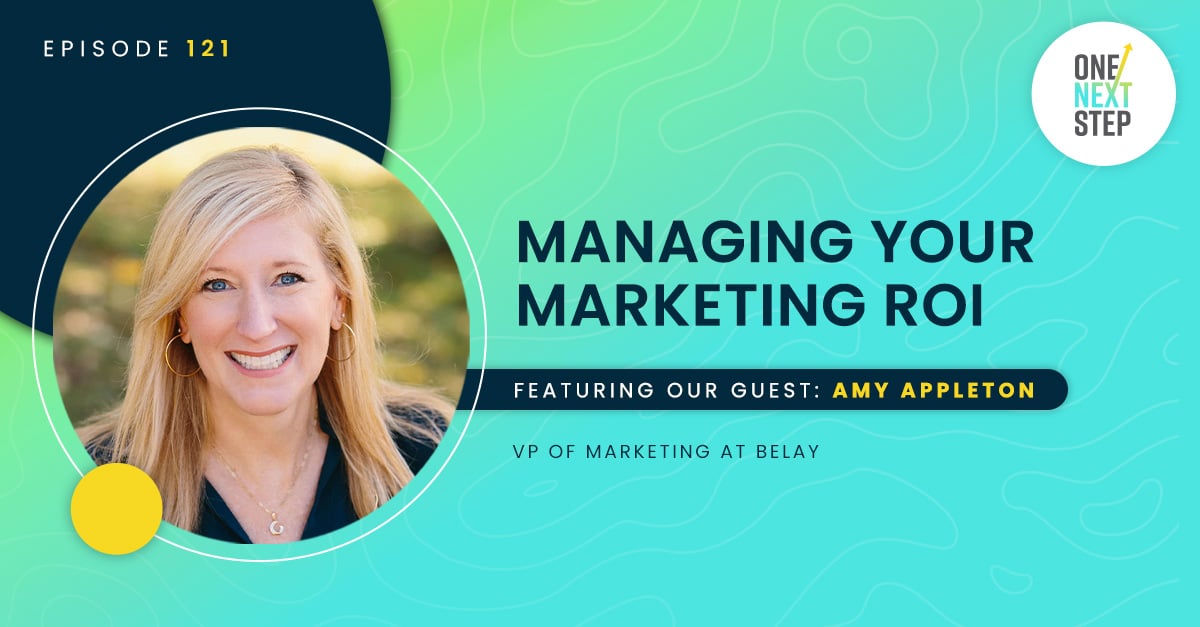 EPISODE 121
ONE
NEXT
STEP
MANAGING YOUR
MARKETING ROI
FEATURING OUR GUEST: AMY APPLETON
VP OF MARKETING AT BELAY